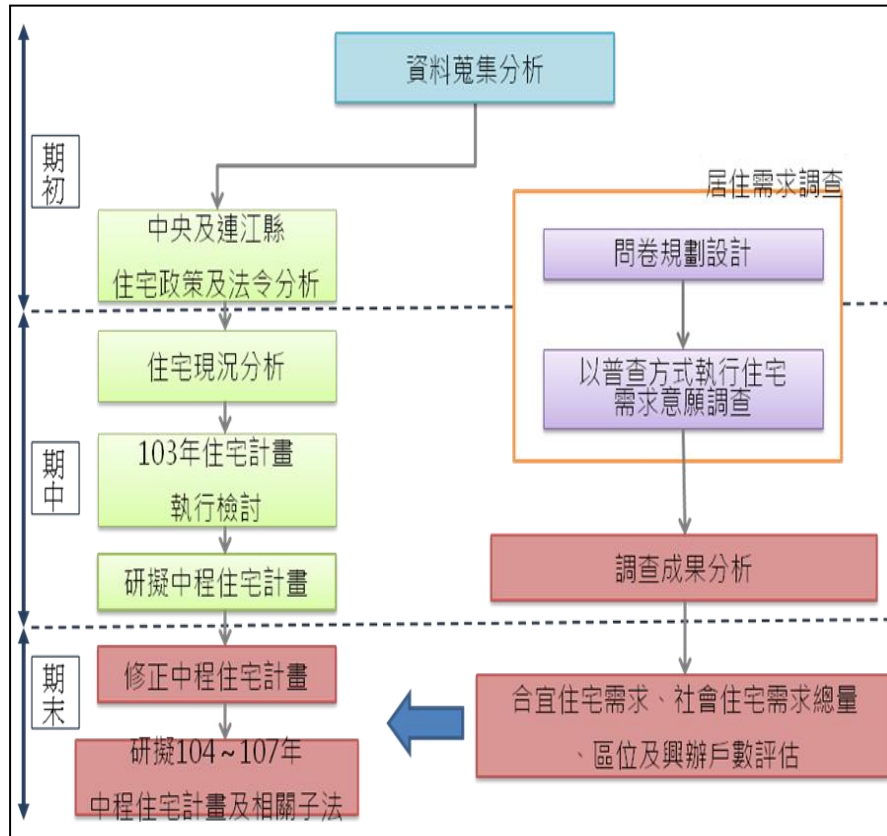 資料蒐集分析
期初
中央及連江縣
住宅政策及法令分析
居住需求調查
問卷規劃設計
以普查方式執行住宅
需求意願調查
期中
住宅現況分析
103年住宅計畫
執行檢討
研擬中程住宅計畫
調查成果分析
期末
修正中程住宅計畫
研擬104~107年
中程住宅計畫及相關子法
合宜住宅需求、社會住宅需求總量
、區位及興辦戶數評估